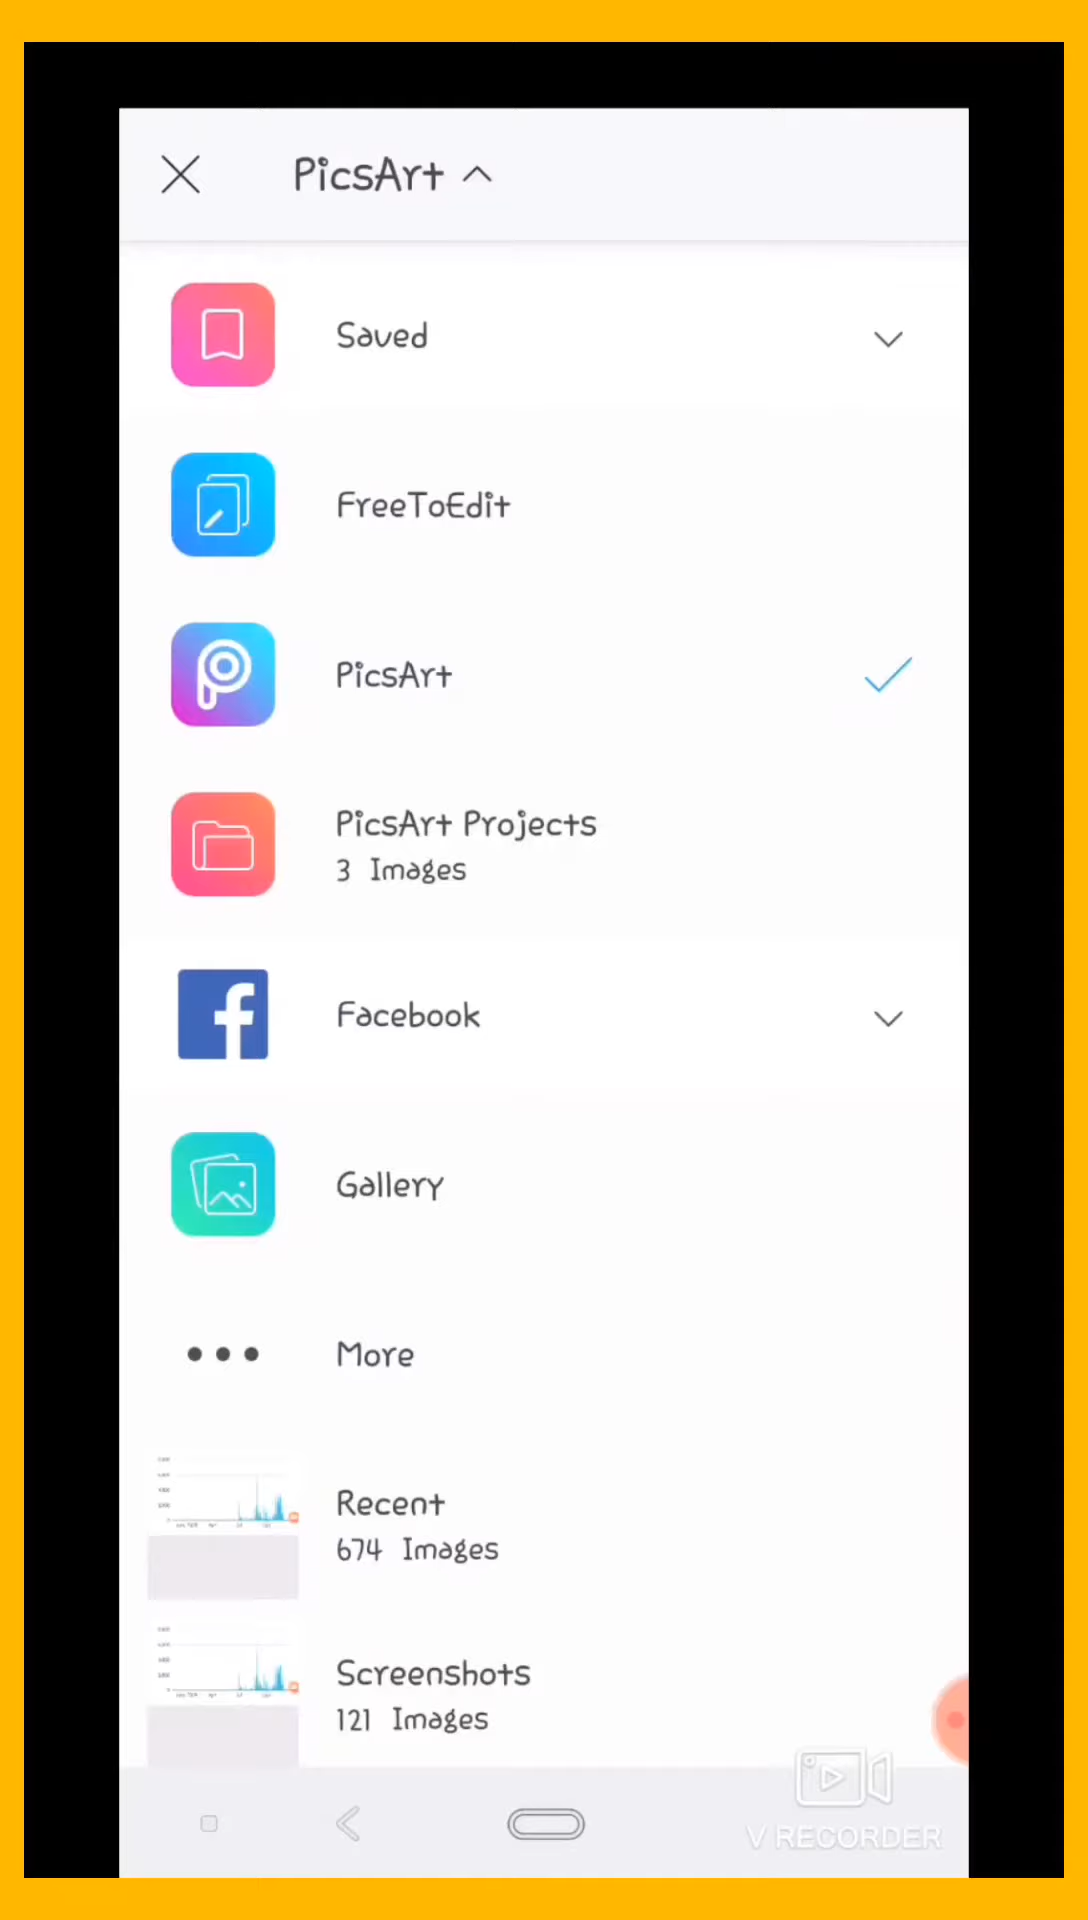 PicsArt
Saved
FreeToEdit
PicsArt
PicsArt Projects
3 Images
Facebook
Gallery
More
Recent
674 Images
Screenshots
121 Images
V RECORDER